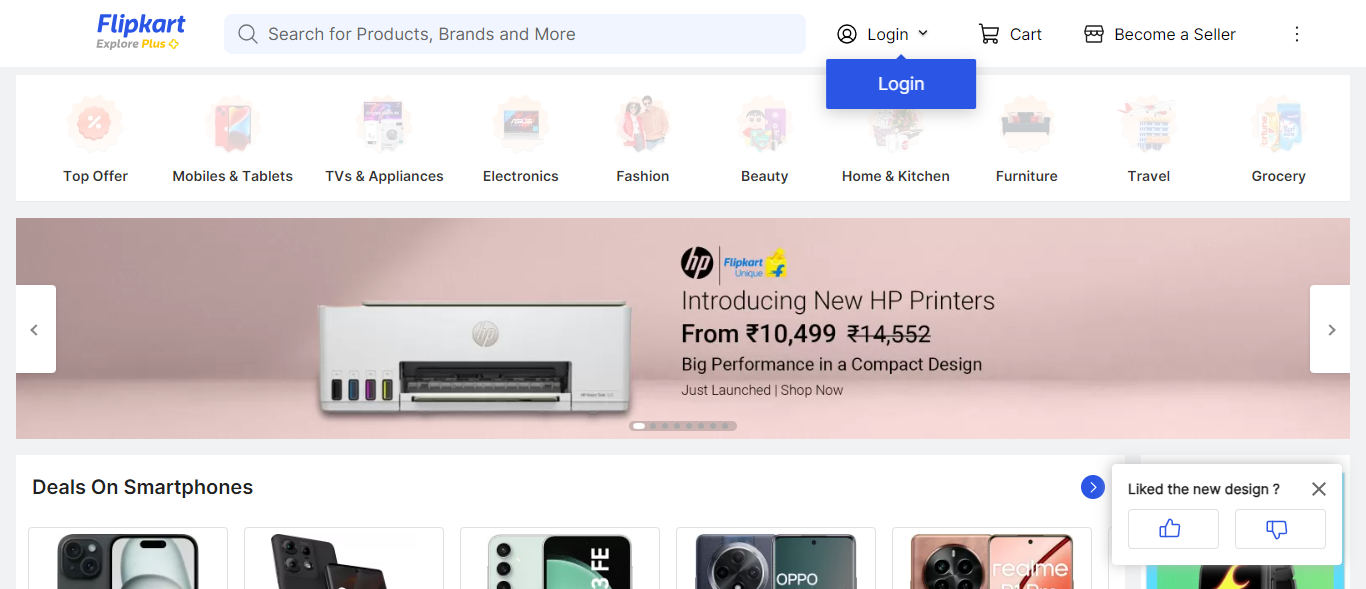 Flipkart
Explore Plus
Search for Products, Brands and More
Login
Cart
Become a Seller
Login
Top Offer
Mobiles & Tablets
TVs & Appliances
Electronics
Fashion
Beauty
Home & Kitchen
Furniture
Travel
Grocery
hp
Flipkart
Unique
Introducing New HP Printers
From ₹10,499 ₹14,552
Big Performance in a Compact Design
Just Launched | Shop Now
hp
Deals On Smartphones
Liked the new design ?
3 FE
OPPO
realme